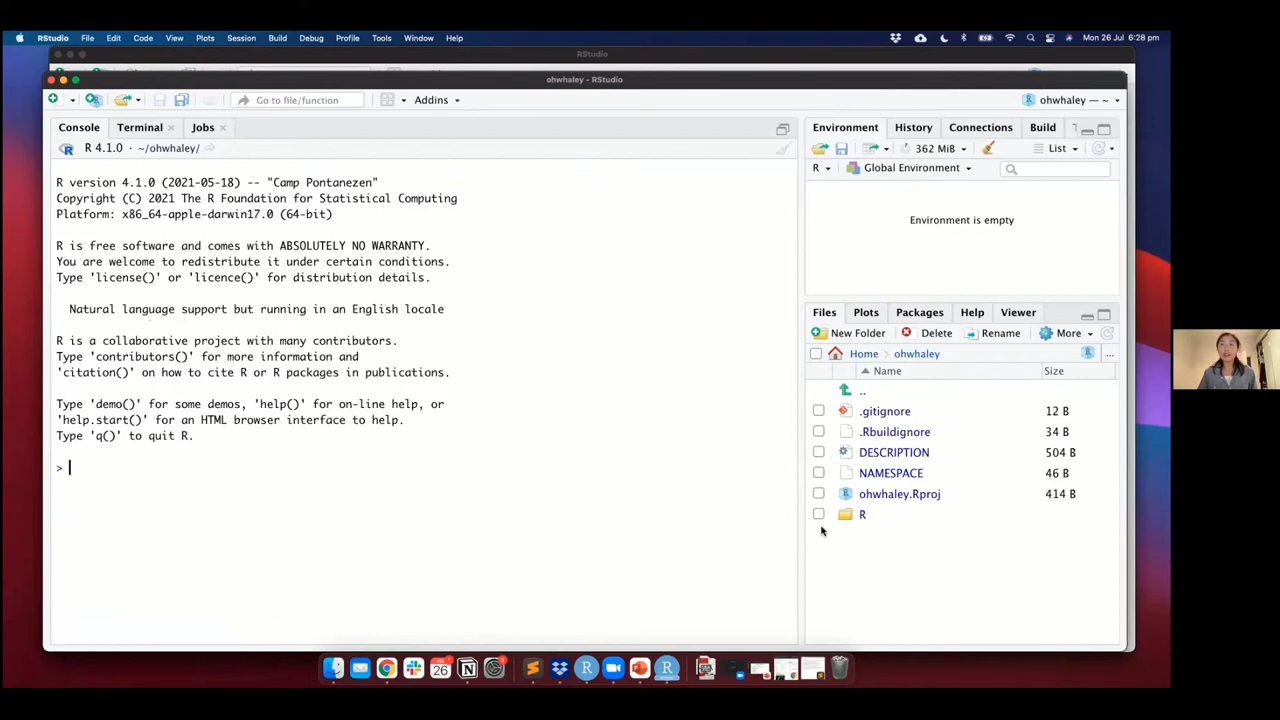 RStudio File Edit Code View Plots Session Build Debug Profile Tools Window Help Mon 26 Jul 6:28 pm
RStudio
ohwhaley - RStudio
Go to file/function Addins ohwhaley — ~
Console Terminal Jobs
R 4.1.0 · ~/ohwhaley/
R version 4.1.0 (2021-05-18) -- "Camp Pontanezen"
Copyright (C) 2021 The R Foundation for Statistical Computing
Platform: x86_64-apple-darwin17.0 (64-bit)
R is free software and comes with ABSOLUTELY NO WARRANTY.
You are welcome to redistribute it under certain conditions.
Type 'license()' or 'licence()' for distribution details.
Natural language support but running in an English locale
R is a collaborative project with many contributors.
Type 'contributors()' for more information and
'citation()' on how to cite R or R packages in publications.
Type 'demo()' for some demos, 'help()' for on-line help, or
'help.start()' for an HTML browser interface to help.
Type 'q()' to quit R.
>
Environment History Connections Build
362 MiB List
R Global Environment
Environment is empty
Files Plots Packages Help Viewer
New Folder Delete Rename More
Home ohwhaley ...
Name Size
..
.gitignore 12 B
.Rbuildignore 34 B
DESCRIPTION 504 B
NAMESPACE 46 B
ohwhaley.Rproj 414 B
R
26